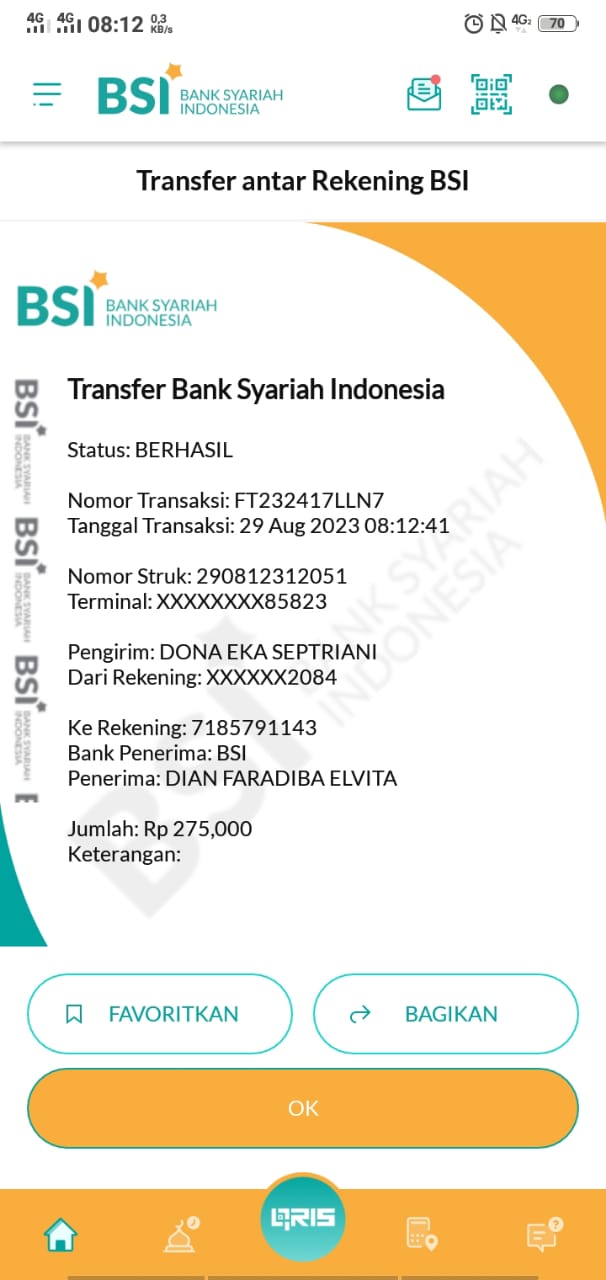 4G 4G 08:12 0,3 KB/s 4G2 70
BSI BANK SYARIAH INDONESIA
Transfer antar Rekening BSI
BSI BANK SYARIAH INDONESIA
Transfer Bank Syariah Indonesia
Status: BERHASIL
Nomor Transaksi: FT232417LLN7
Tanggal Transaksi: 29 Aug 2023 08:12:41
Nomor Struk: 290812312051
Terminal: XXXXXXXX85823
Pengirim: DONA EKA SEPTRIANI
Dari Rekening: XXXXXX2084
Ke Rekening: 7185791143
Bank Penerima: BSI
Penerima: DIAN FARADIBA ELVITA
Jumlah: Rp 275,000
Keterangan:
BSI BANK SYARIAH INDONESIA
BSI BANK SYARIAH INDONESIA
BSI BANK SYARIAH INDONESIA
BSI BANK SYARIAH INDONESIA
FAVORITKAN
BAGIKAN
OK
QRIS